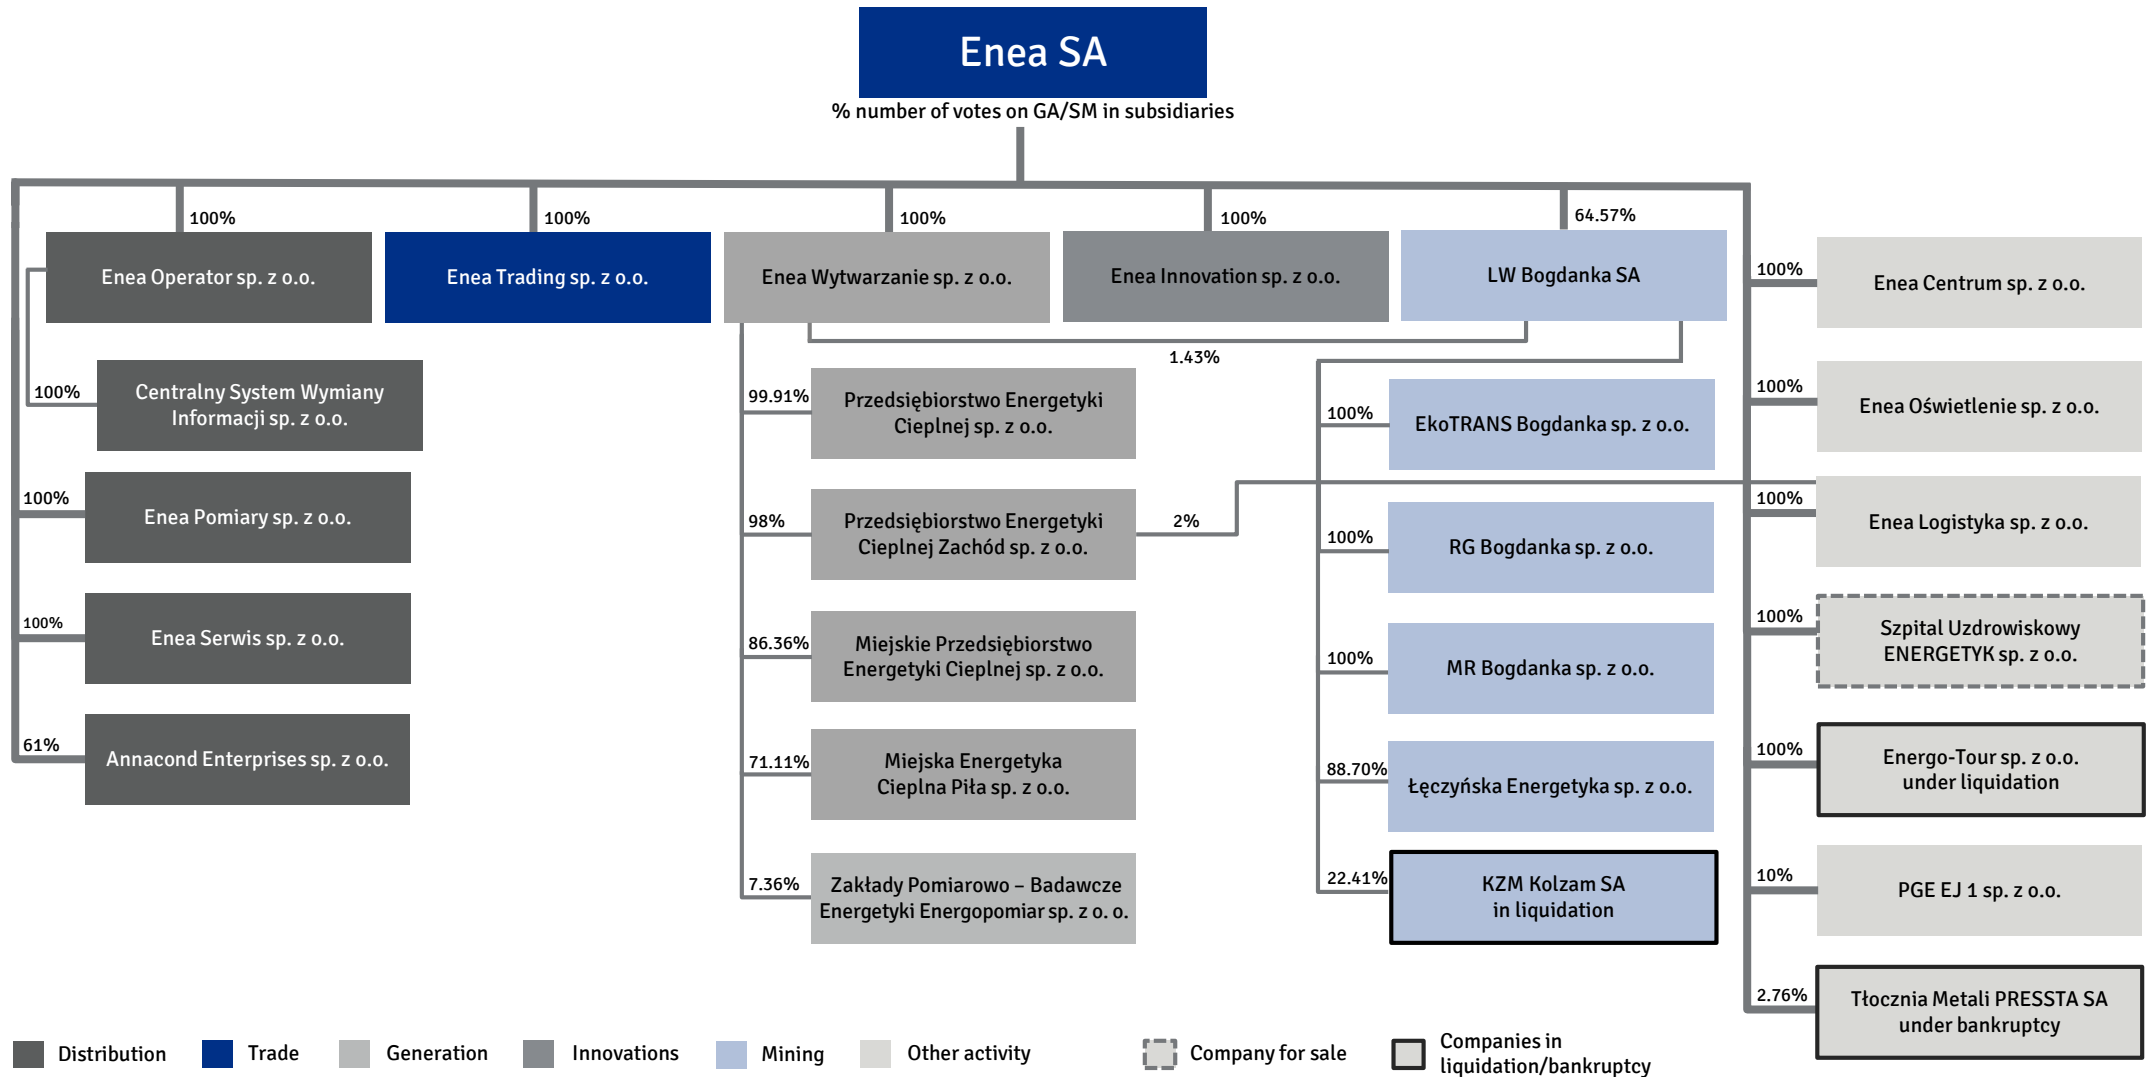 Enea SA
% number of votes on GA/SM in subsidiaries
100%
100%
100%
100%
64.57%
Enea Operator sp. z o.o.
Enea Trading sp. z o.o.
Enea Wytwarzanie sp. z o.o.
Enea Innovation sp. z o.o.
LW Bogdanka SA
100%
Enea Centrum sp. z o.o.
1.43%
100%
Centralny System Wymiany
Informacji sp. z o.o.
99.91%
Przedsiębiorstwo Energetyki
Cieplnej sp. z o.o.
100%
EkoTRANS Bogdanka sp. z o.o.
100%
Enea Oświetlenie sp. z o.o.
100%
Enea Pomiary sp. z o.o.
98%
Przedsiębiorstwo Energetyki
Cieplnej Zachód sp. z o.o.
2%
100%
RG Bogdanka sp. z o.o.
100%
Enea Logistyka sp. z o.o.
100%
Enea Serwis sp. z o.o.
86.36%
Miejskie Przedsiębiorstwo
Energetyki Cieplnej sp. z o.o.
100%
MR Bogdanka sp. z o.o.
100%
Szpital Uzdrowiskowy
ENERGETYK sp. z o.o.
61%
Annacond Enterprises sp. z o.o.
71.11%
Miejska Energetyka
Cieplna Piła sp. z o.o.
88.70%
Łęczyńska Energetyka sp. z o.o.
100%
Energo-Tour sp. z o.o.
under liquidation
7.36%
Zakłady Pomiarowo – Badawcze
Energetyki Energopomiar sp. z o. o.
22.41%
KZM Kolzam SA
in liquidation
10%
PGE EJ 1 sp. z o.o.
2.76%
Tłocznia Metali PRESSTA SA
under bankruptcy
Distribution
Trade
Generation
Innovations
Mining
Other activity
Company for sale
Companies in
liquidation/bankruptcy